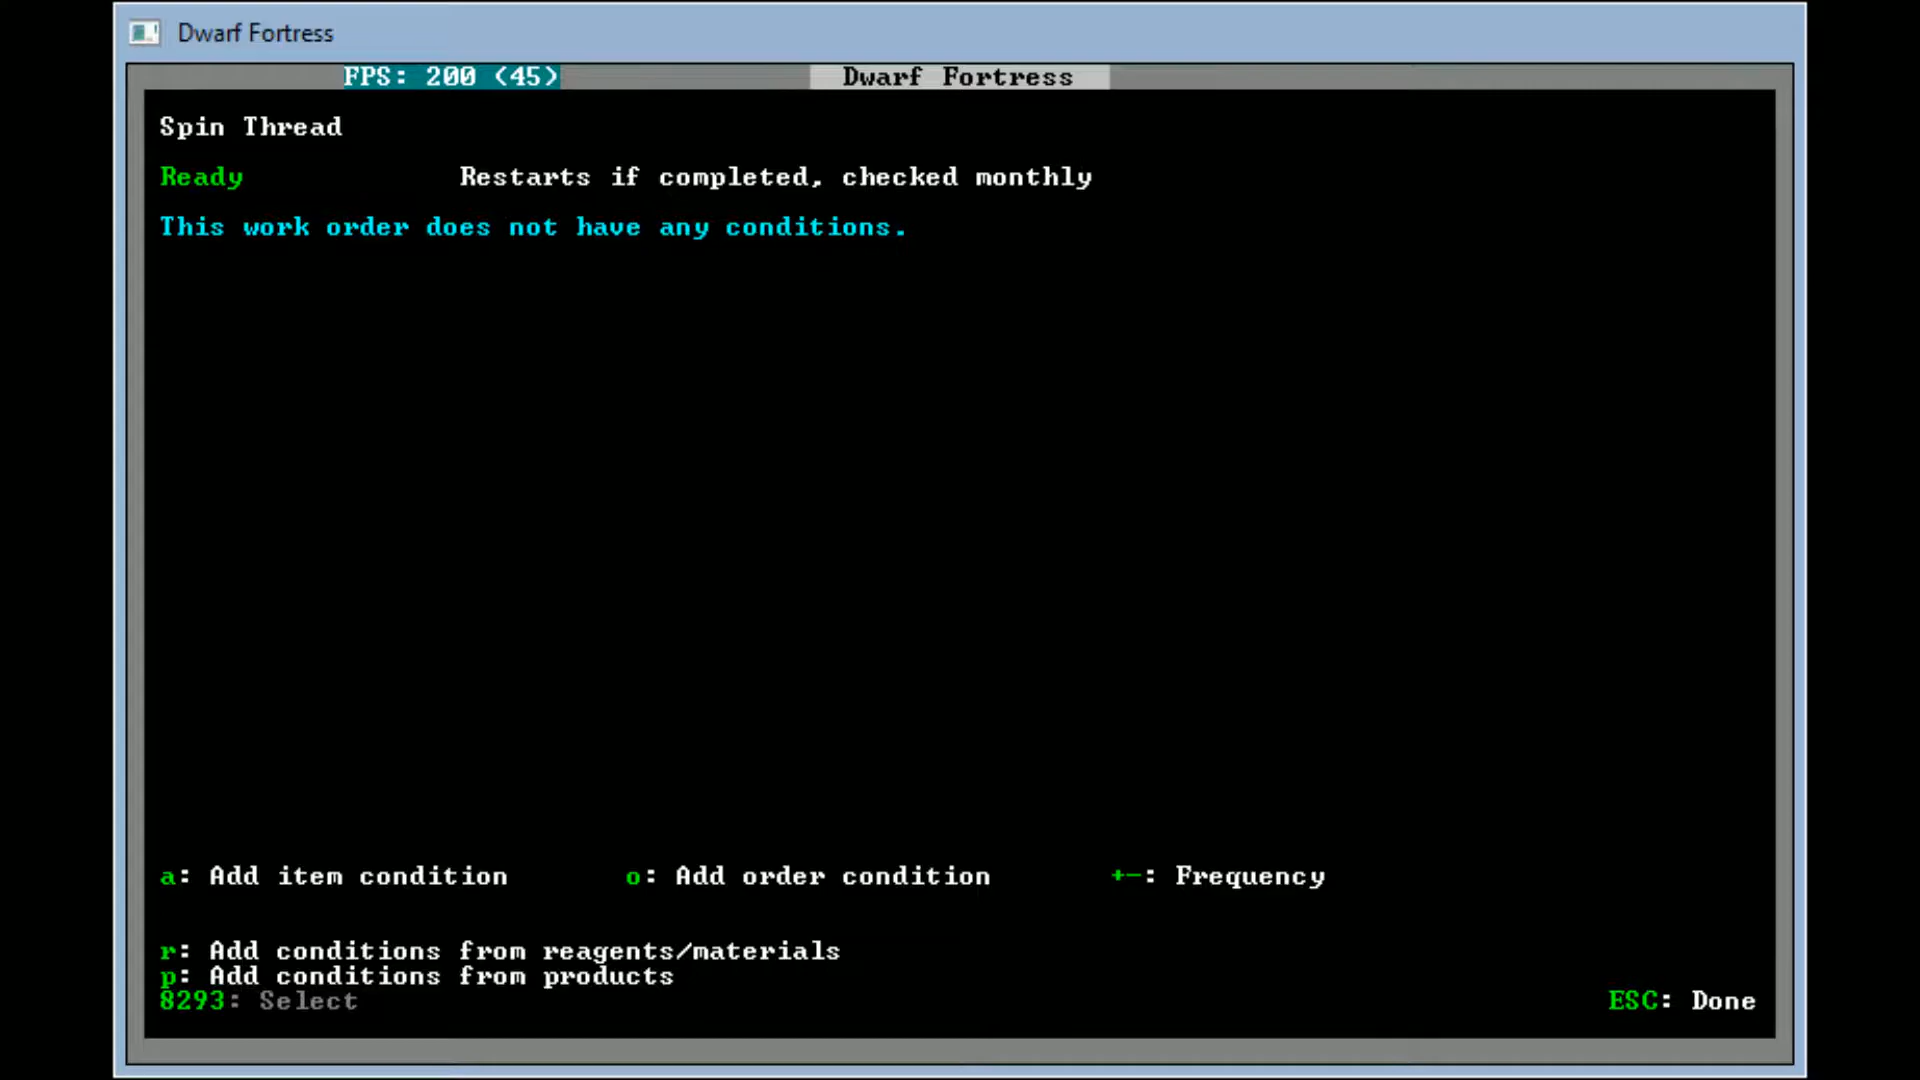 Dwarf Fortress
FPS: 200 (45)
Dwarf Fortress
Spin Thread
Ready Restarts if completed, checked monthly
This work order does not have any conditions.
a: Add item condition o: Add order condition +-: Frequency
r: Add conditions from reagents/materials
p: Add conditions from products
8293: Select ESC: Done